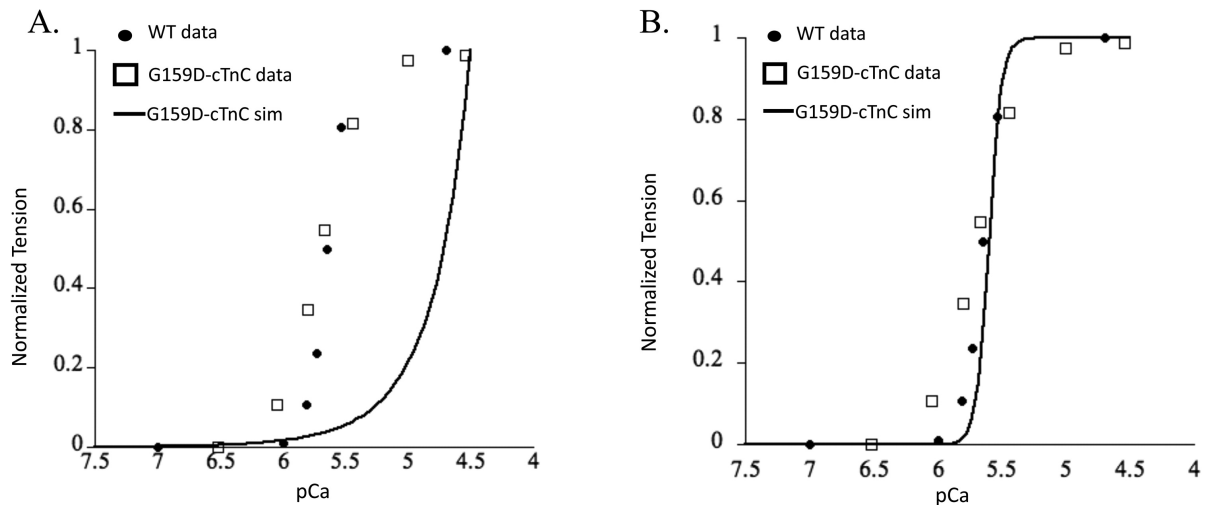 A.
WT data
G159D-cTnC data
G159D-cTnC sim
Normalized Tension
1
0.8
0.6
0.4
0.2
0
7.5 7 6.5 6 5.5 5 4.5 4
pCa
B.
WT data
G159D-cTnC data
G159D-cTnC sim
Normalized Tension
1
0.8
0.6
0.4
0.2
0
7.5 7 6.5 6 5.5 5 4.5 4
pCa